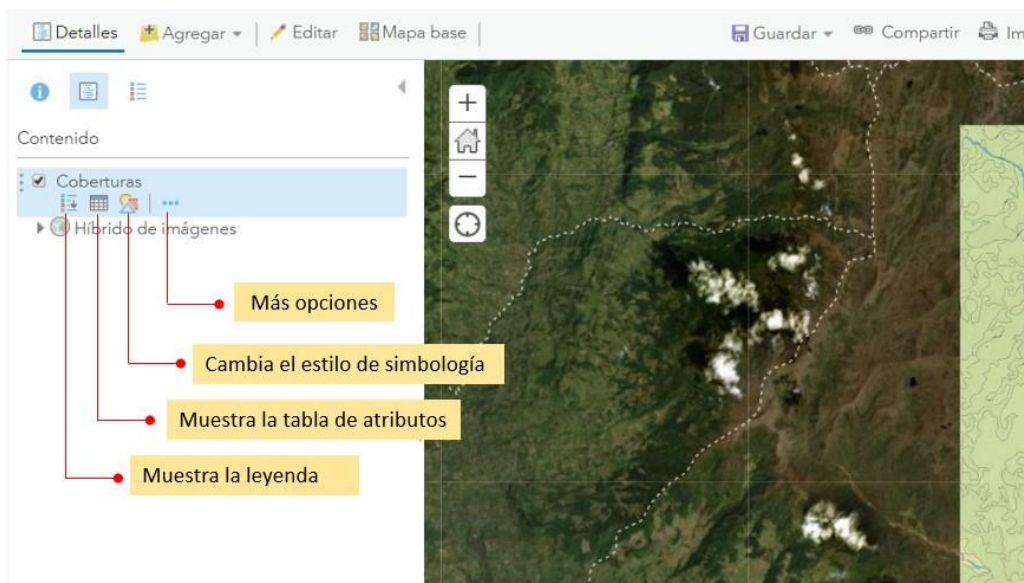 Detalles Agregar Editar Mapa base Guardar Compartir Im
Contenido
Coberturas
Híbrido de imágenes
Más opciones
Cambia el estilo de simbología
Muestra la tabla de atributos
Muestra la leyenda